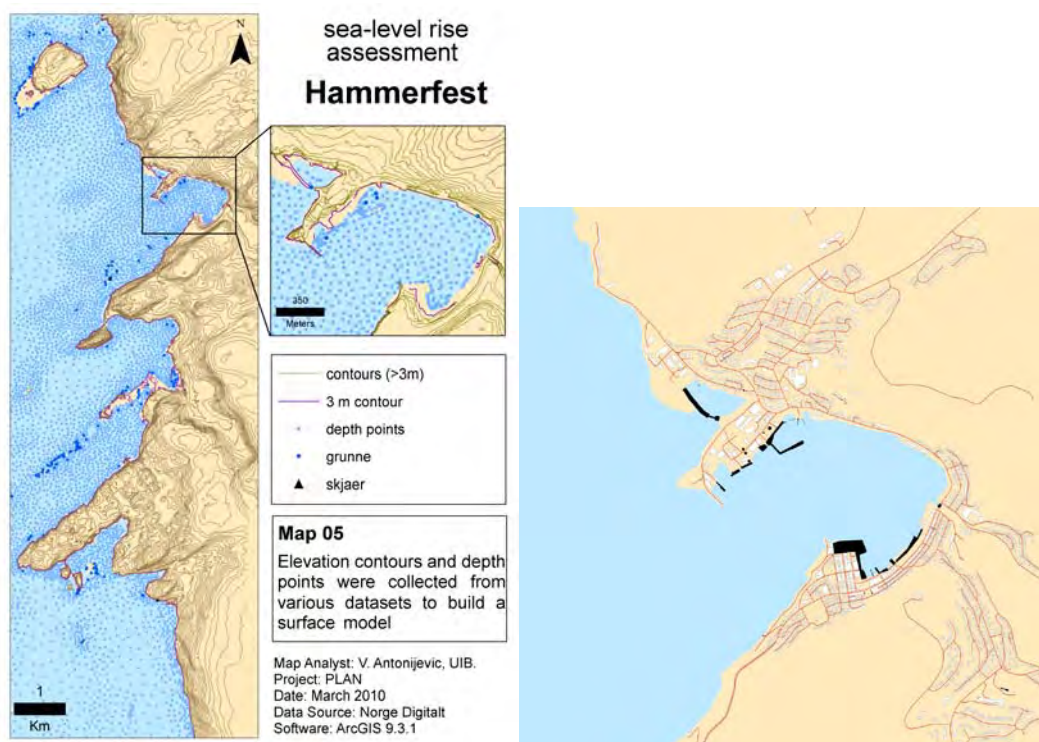 N
sea-level rise
assessment
Hammerfest
350
Meters
contours (>3m)
3 m contour
depth points
grunne
skjaer
Map 05
Elevation contours and depth
points were collected from
various datasets to build a
surface model
Map Analyst: V. Antonijevic, UIB.
Project: PLAN
Date: March 2010
Data Source: Norge Digitalt
Software: ArcGIS 9.3.1
1
Km